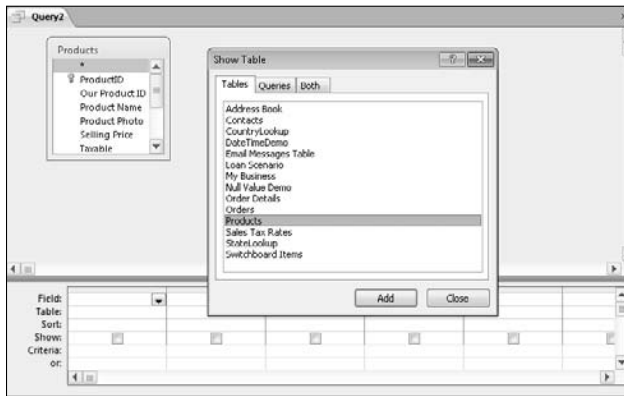 Query2
Products
*
ProductID
Our Product ID
Product Name
Product Photo
Selling Price
Taxable
Show Table
Tables
Queries
Both
Address Book
Contacts
CountryLookup
DateTimeDemo
Email Messages Table
Loan Scenario
My Business
Null Value Demo
Order Details
Orders
Products
Sales Tax Rates
StateLookup
Switchboard Items
Add
Close
Field:
Table:
Sort:
Show:
Criteria:
or: